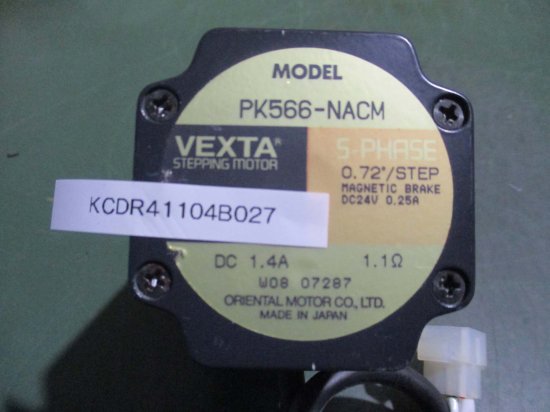 MODEL
PK566-NACM
VEXTA®
STEPPING MOTOR
5-PHASE
0.72°/STEP
MAGNETIC BRAKE
DC24V 0.25A
KCDR41104B027
DC 1.4A 1.1Ω
W08 07287
ORIENTAL MOTOR CO., LTD.
MADE IN JAPAN